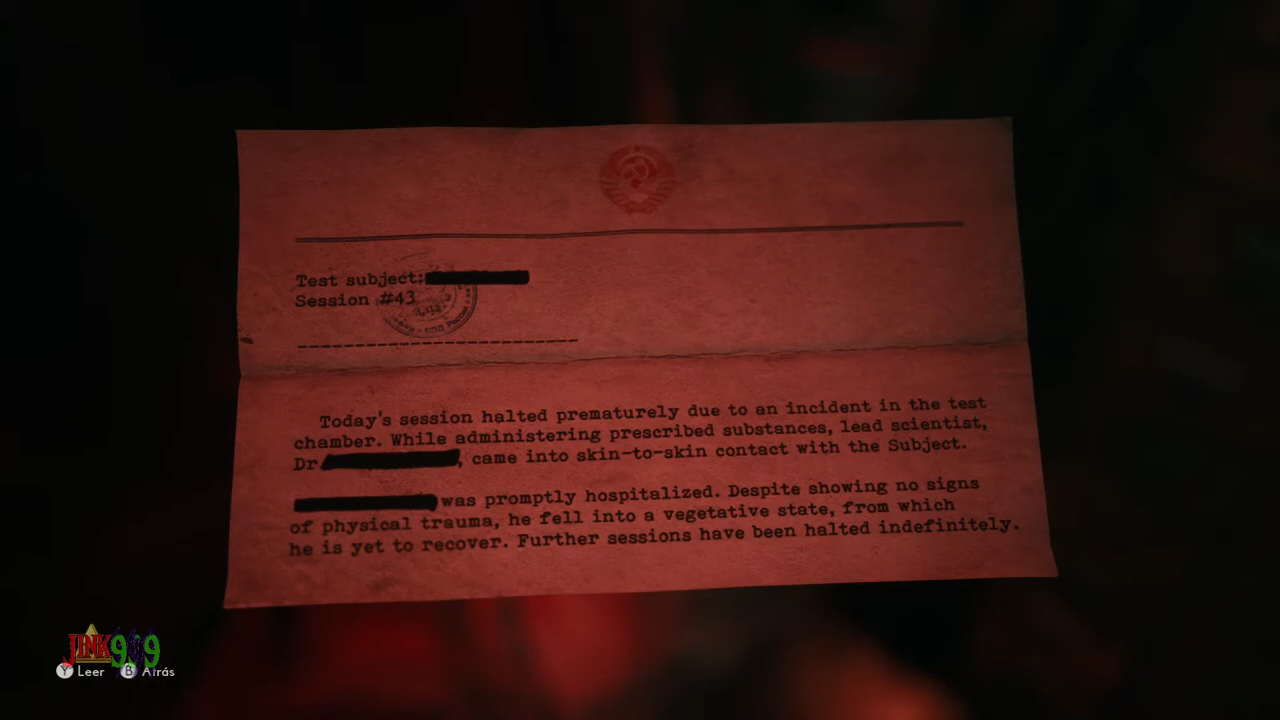 Test subject:
Session #43
Today's session halted prematurely due to an incident in the test
chamber. While administering prescribed substances, lead scientist,
Dr , came into skin-to-skin contact with the Subject.
was promptly hospitalized. Despite showing no signs
of physical trauma, he fell into a vegetative state, from which
he is yet to recover. Further sessions have been halted indefinitely.
JINK999
Y Leer B Atrás